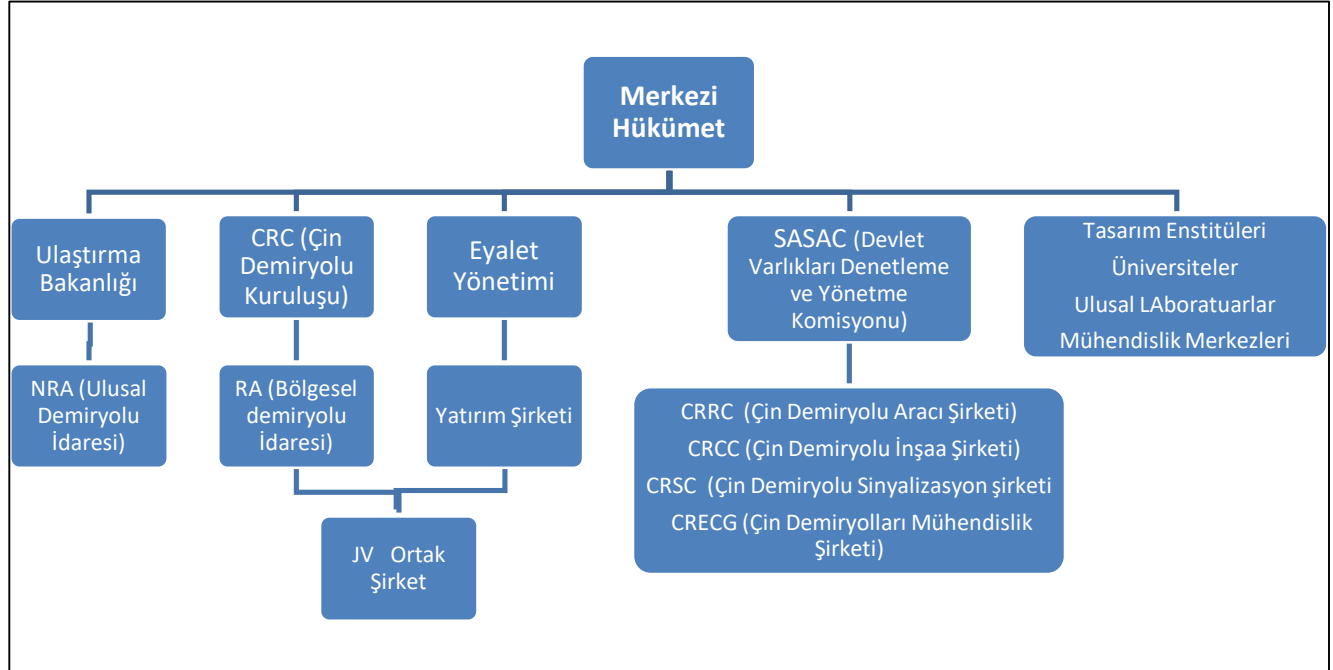 Merkezi
Hükümet
Ulaştırma
Bakanlığı
CRC (Çin
Demiryolu
Kuruluşu)
Eyalet
Yönetimi
SASAC (Devlet
Varlıkları Denetleme
ve Yönetme
Komisyonu)
Tasarım Enstitüleri
Üniversiteler
Ulusal LAboratuarlar
Mühendislik Merkezleri
NRA (Ulusal
Demiryolu
İdaresi)
RA (Bölgesel
demiryolu
İdaresi)
Yatırım Şirketi
CRRC (Çin Demiryolu Aracı Şirketi)
CRCC (Çin Demiryolu İnşaa Şirketi)
CRSC (Çin Demiryolu Sinyalizasyon şirketi
CRECG (Çin Demiryolları Mühendislik
Şirketi)
JV Ortak
Şirket